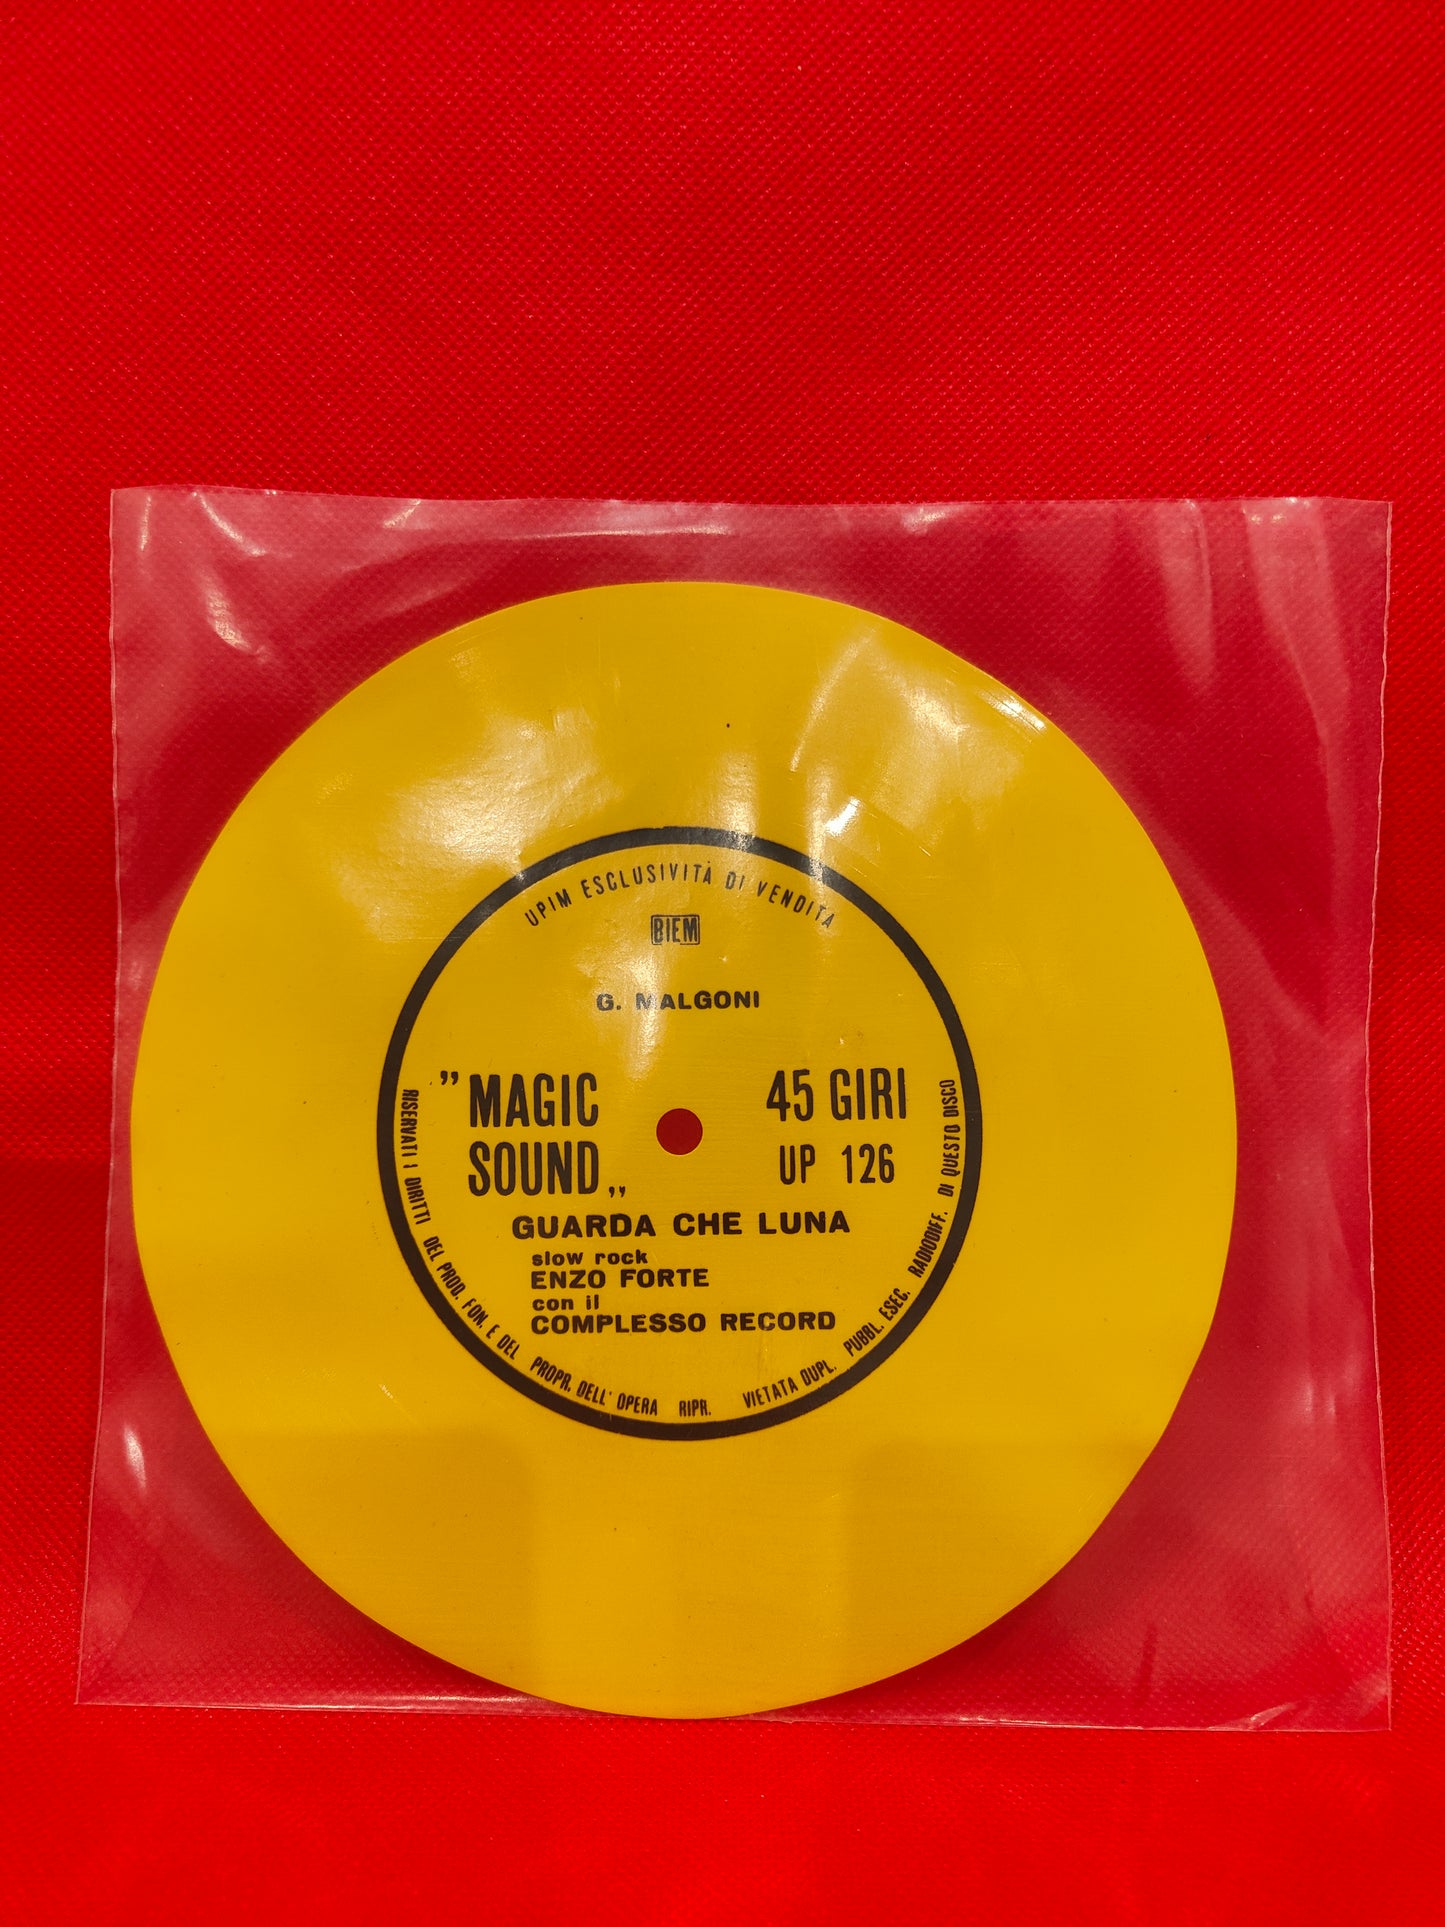 UPIM ESCLUSIVITÀ DI VENDITA
BIEM
G. MALGONI
"MAGIC
SOUND"
45 GIRI
UP 126
GUARDA CHE LUNA
slow rock
ENZO FORTE
con il
COMPLESSO RECORD
RISERVATI I DIRITTI DEL PROD. FON. E DEL PROPR. DELL' OPERA RIPR. VIETATA DUPL. PUBBL. ESEC. RADIODIFF. DI QUESTO DISCO